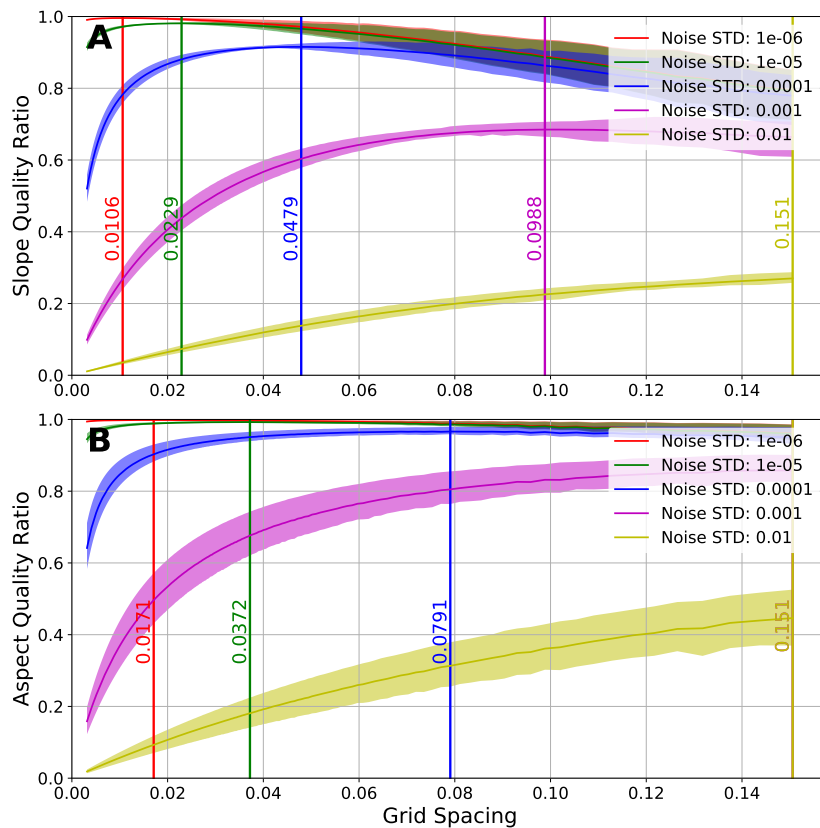 A
Slope Quality Ratio
1.0
0.8
0.6
0.4
0.2
0.0
Noise STD: 1e-06
Noise STD: 1e-05
Noise STD: 0.0001
Noise STD: 0.001
Noise STD: 0.01
0.0106
0.0229
0.0479
0.0988
0.151
0.00
0.02
0.04
0.06
0.08
0.10
0.12
0.14
B
Aspect Quality Ratio
1.0
0.8
0.6
0.4
0.2
0.0
Noise STD: 1e-06
Noise STD: 1e-05
Noise STD: 0.0001
Noise STD: 0.001
Noise STD: 0.01
0.0171
0.0372
0.0791
0.151
0.00
0.02
0.04
0.06
0.08
0.10
0.12
0.14
Grid Spacing